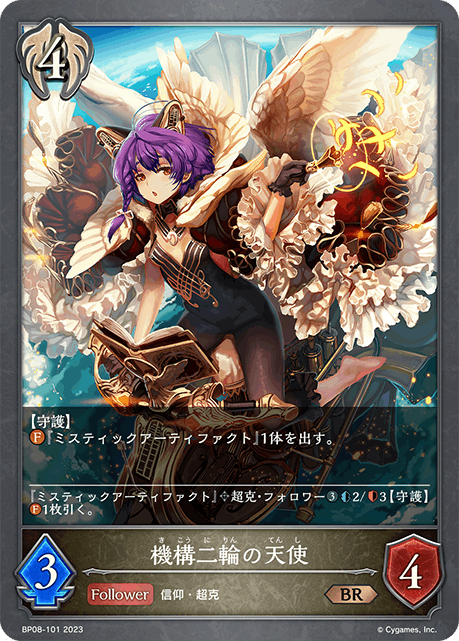 4
【守護】
F『ミスティックアーティファクト』1体を出す。
『ミスティックアーティファクト』超克・フォロワー3 2/3【守護】
F1枚引く。
きこうにりん てんし
機構二輪の天使
3
Follower 信仰・超克
BR
4
BP08-101 2023
© Cygames, Inc.